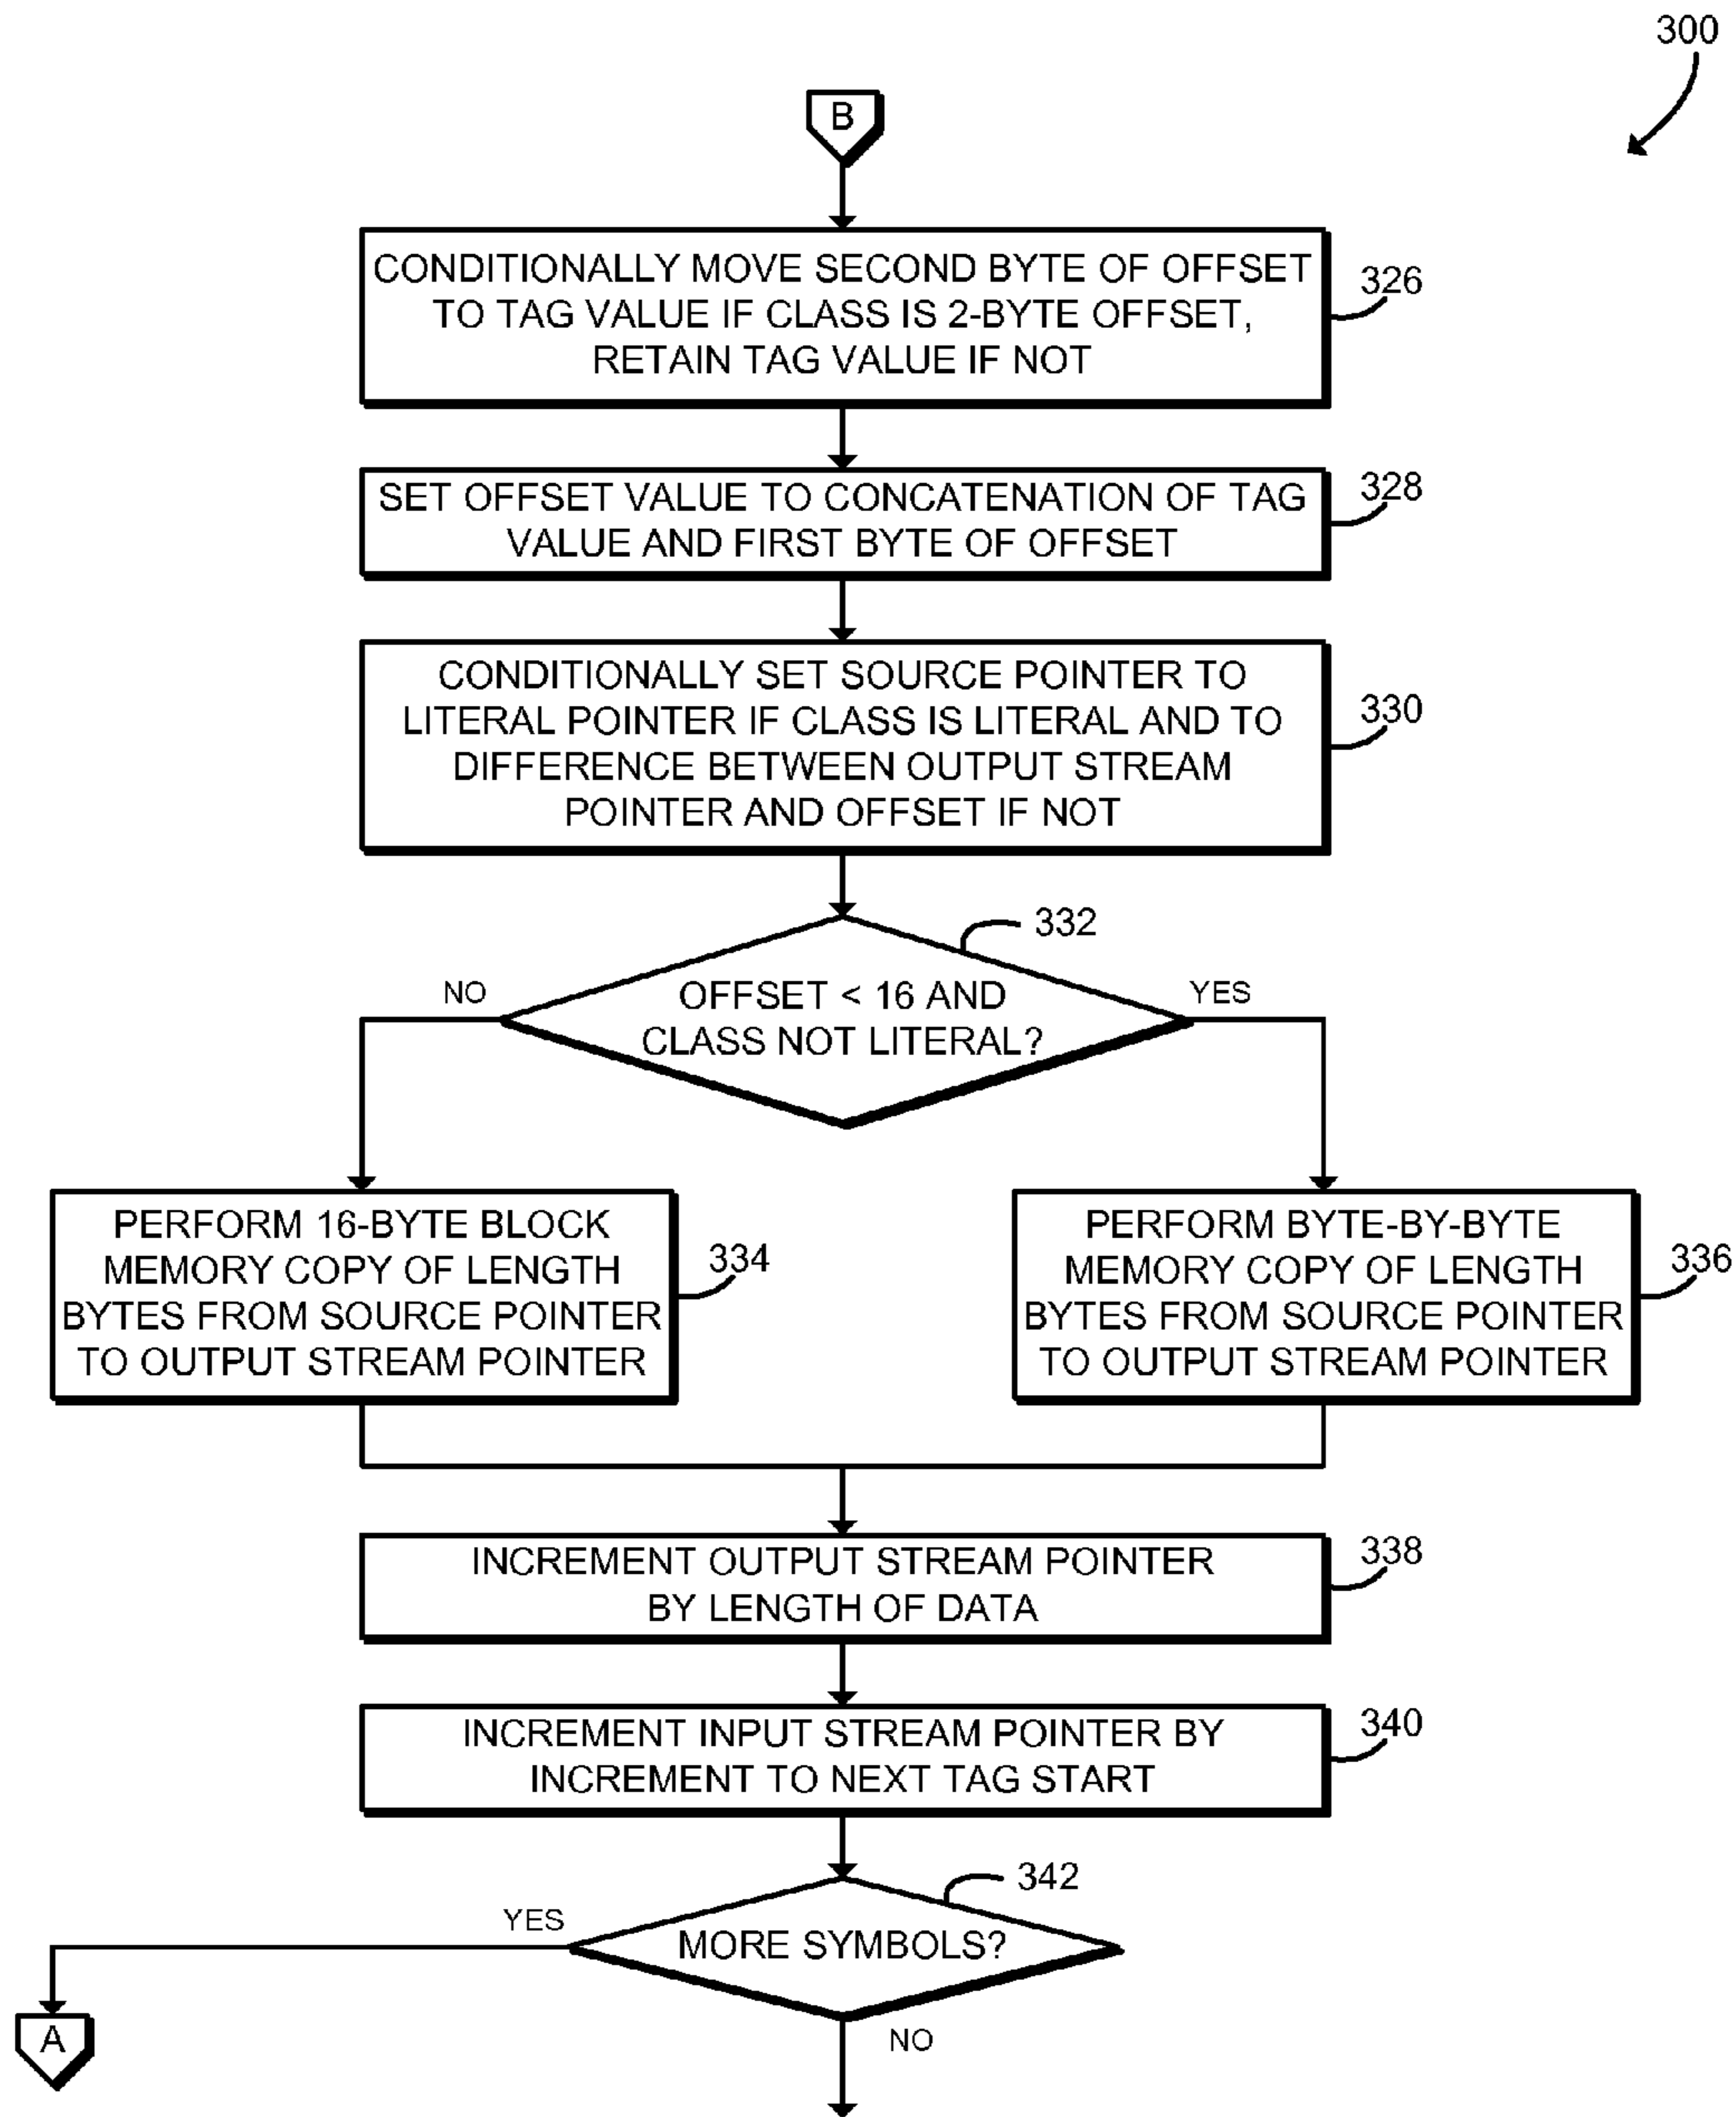 300
B
CONDITIONALLY MOVE SECOND BYTE OF OFFSET
TO TAG VALUE IF CLASS IS 2-BYTE OFFSET,
RETAIN TAG VALUE IF NOT
326
SET OFFSET VALUE TO CONCATENATION OF TAG
VALUE AND FIRST BYTE OF OFFSET
328
CONDITIONALLY SET SOURCE POINTER TO
LITERAL POINTER IF CLASS IS LITERAL AND TO
DIFFERENCE BETWEEN OUTPUT STREAM
POINTER AND OFFSET IF NOT
330
332
OFFSET < 16 AND
CLASS NOT LITERAL?
NO
YES
PERFORM 16-BYTE BLOCK
MEMORY COPY OF LENGTH
BYTES FROM SOURCE POINTER
TO OUTPUT STREAM POINTER
334
PERFORM BYTE-BY-BYTE
MEMORY COPY OF LENGTH
BYTES FROM SOURCE POINTER
TO OUTPUT STREAM POINTER
336
INCREMENT OUTPUT STREAM POINTER
BY LENGTH OF DATA
338
INCREMENT INPUT STREAM POINTER BY
INCREMENT TO NEXT TAG START
340
342
MORE SYMBOLS?
YES
A
NO